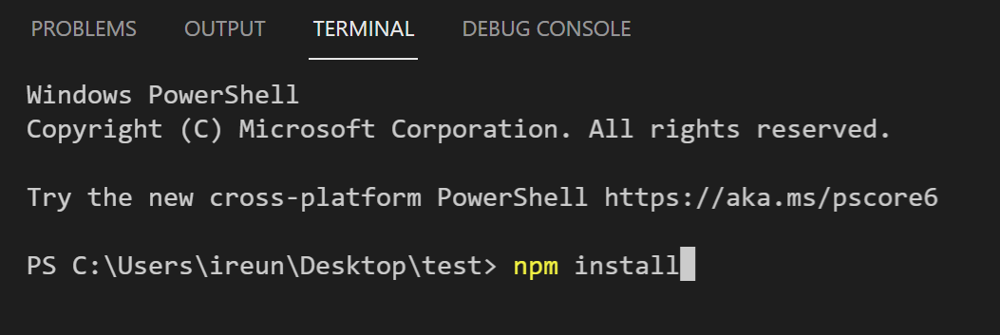 PROBLEMS OUTPUT TERMINAL DEBUG CONSOLE
Windows PowerShell
Copyright (C) Microsoft Corporation. All rights reserved.
Try the new cross-platform PowerShell https://aka.ms/pscore6
PS C:\Users\ireun\Desktop\test> npm install